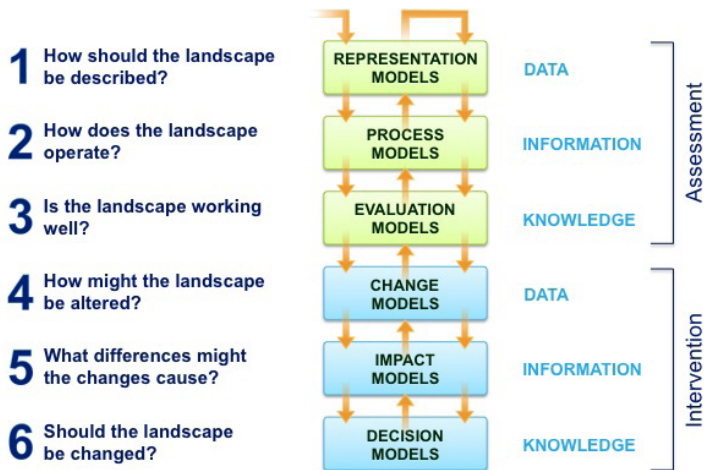 1 How should the landscape
be described?
REPRESENTATION
MODELS
DATA
2 How does the landscape
operate?
PROCESS
MODELS
INFORMATION
3 Is the landscape working
well?
EVALUATION
MODELS
KNOWLEDGE
Assessment
4 How might the landscape
be altered?
CHANGE
MODELS
DATA
5 What differences might
the changes cause?
IMPACT
MODELS
INFORMATION
6 Should the landscape
be changed?
DECISION
MODELS
KNOWLEDGE
Intervention